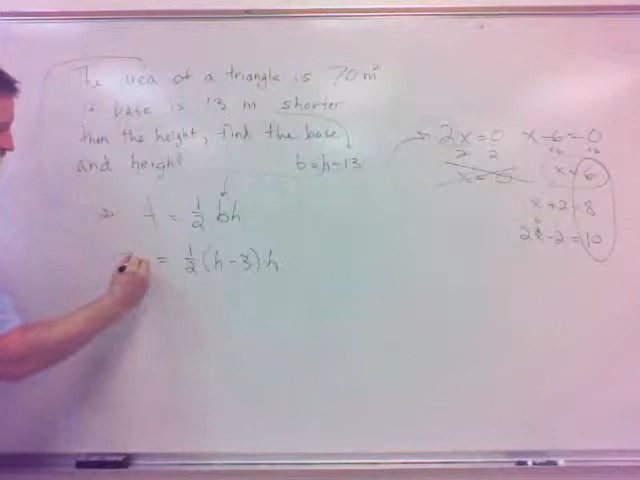 The area of a triangle is 70 m²
If base is 13 m shorter
then the height, find the base
and height b = h - 13
A = 1/2 bh
= 1/2 (h - 3) h
2x = 0 x - 6 = 0
2 2 +6 +6
x = 0 x = 6
x + 2 = 8
2x - 2 = 10